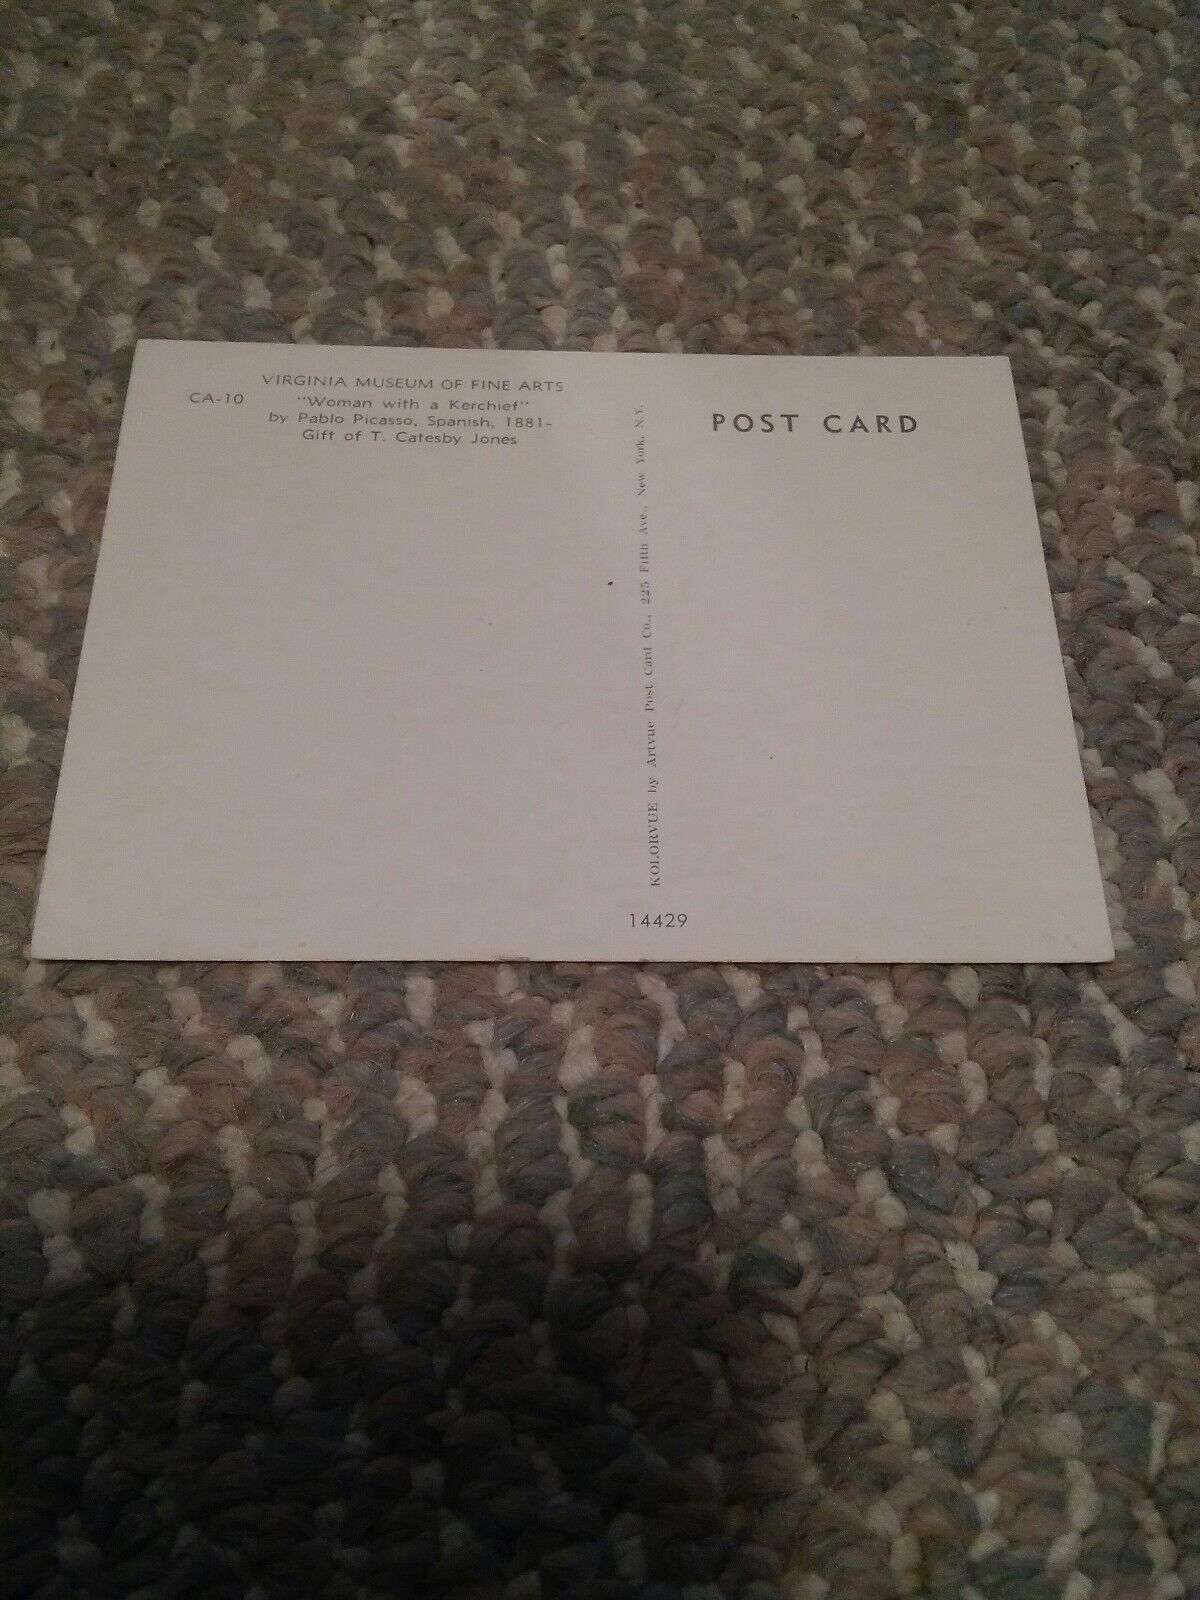 VIRGINIA MUSEUM OF FINE ARTS
CA-10 "Woman with a Kerchief"
by Pablo Picasso, Spanish, 1881-
Gift of T. Catesby Jones
KOLORVUE by Artvue Post Card Co., 225 Fifth Ave., New York, N.Y.
POST CARD
14429